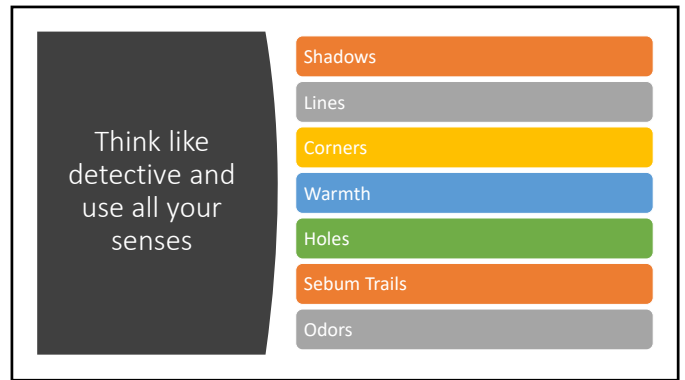 Think like
detective and
use all your
senses
Shadows
Lines
Corners
Warmth
Holes
Sebum Trails
Odors